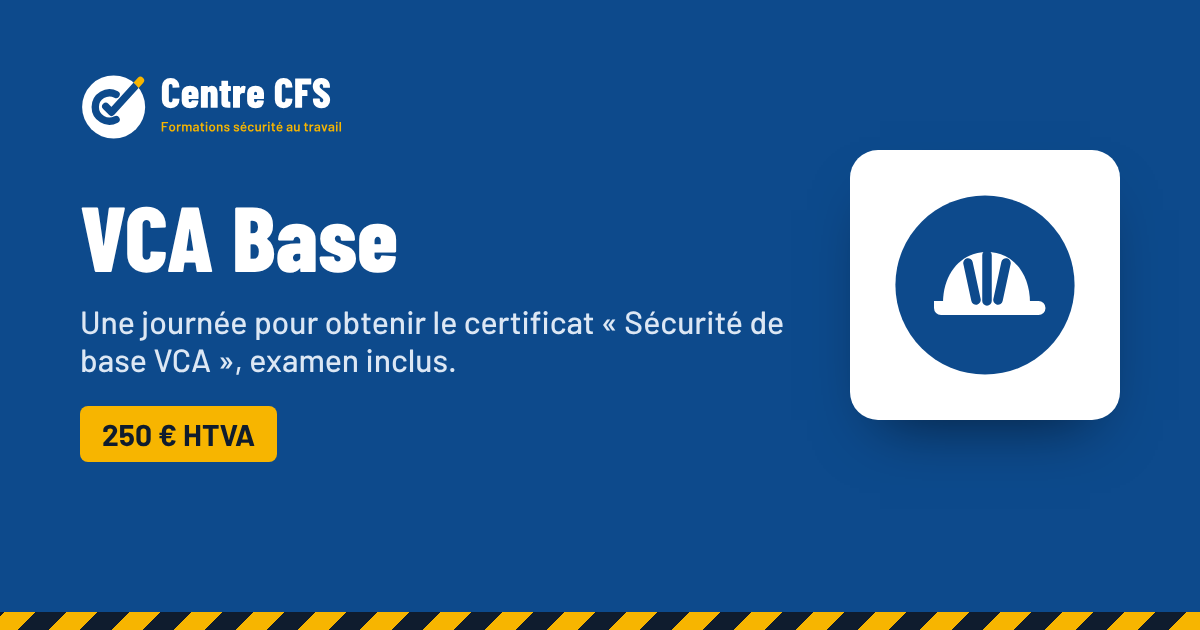 Centre CFS
Formations sécurité au travail
VCA Base
Une journée pour obtenir le certificat « Sécurité de
base VCA », examen inclus.
250 € HTVA